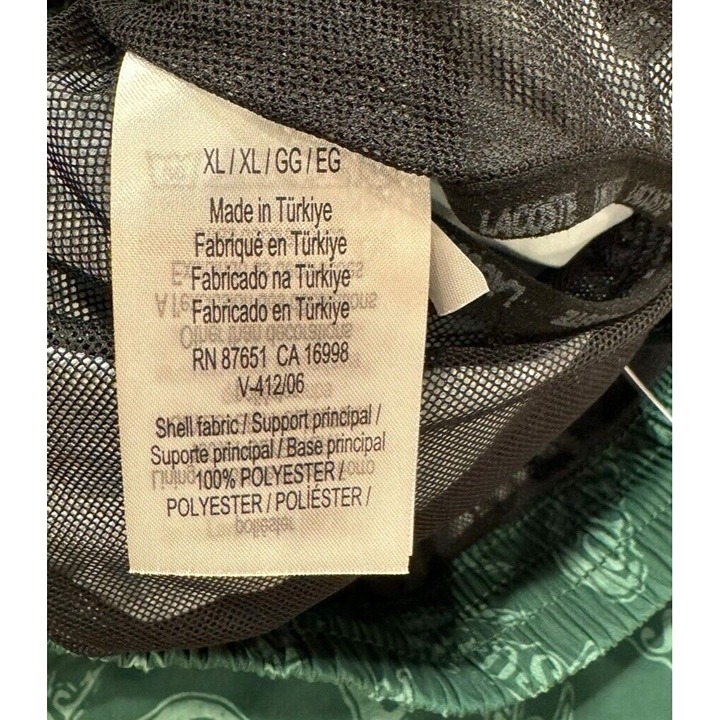 XL / XL / GG / EG
Made in Türkiye
Fabriqué en Türkiye
Fabricado na Türkiye
Fabricado en Türkiye
RN 87651 CA 16998
V-412/06
Shell fabric / Support principal /
Suporte principal / Base principal
100% POLYESTER /
POLYESTER / POLIÉSTER /
LACOSTE